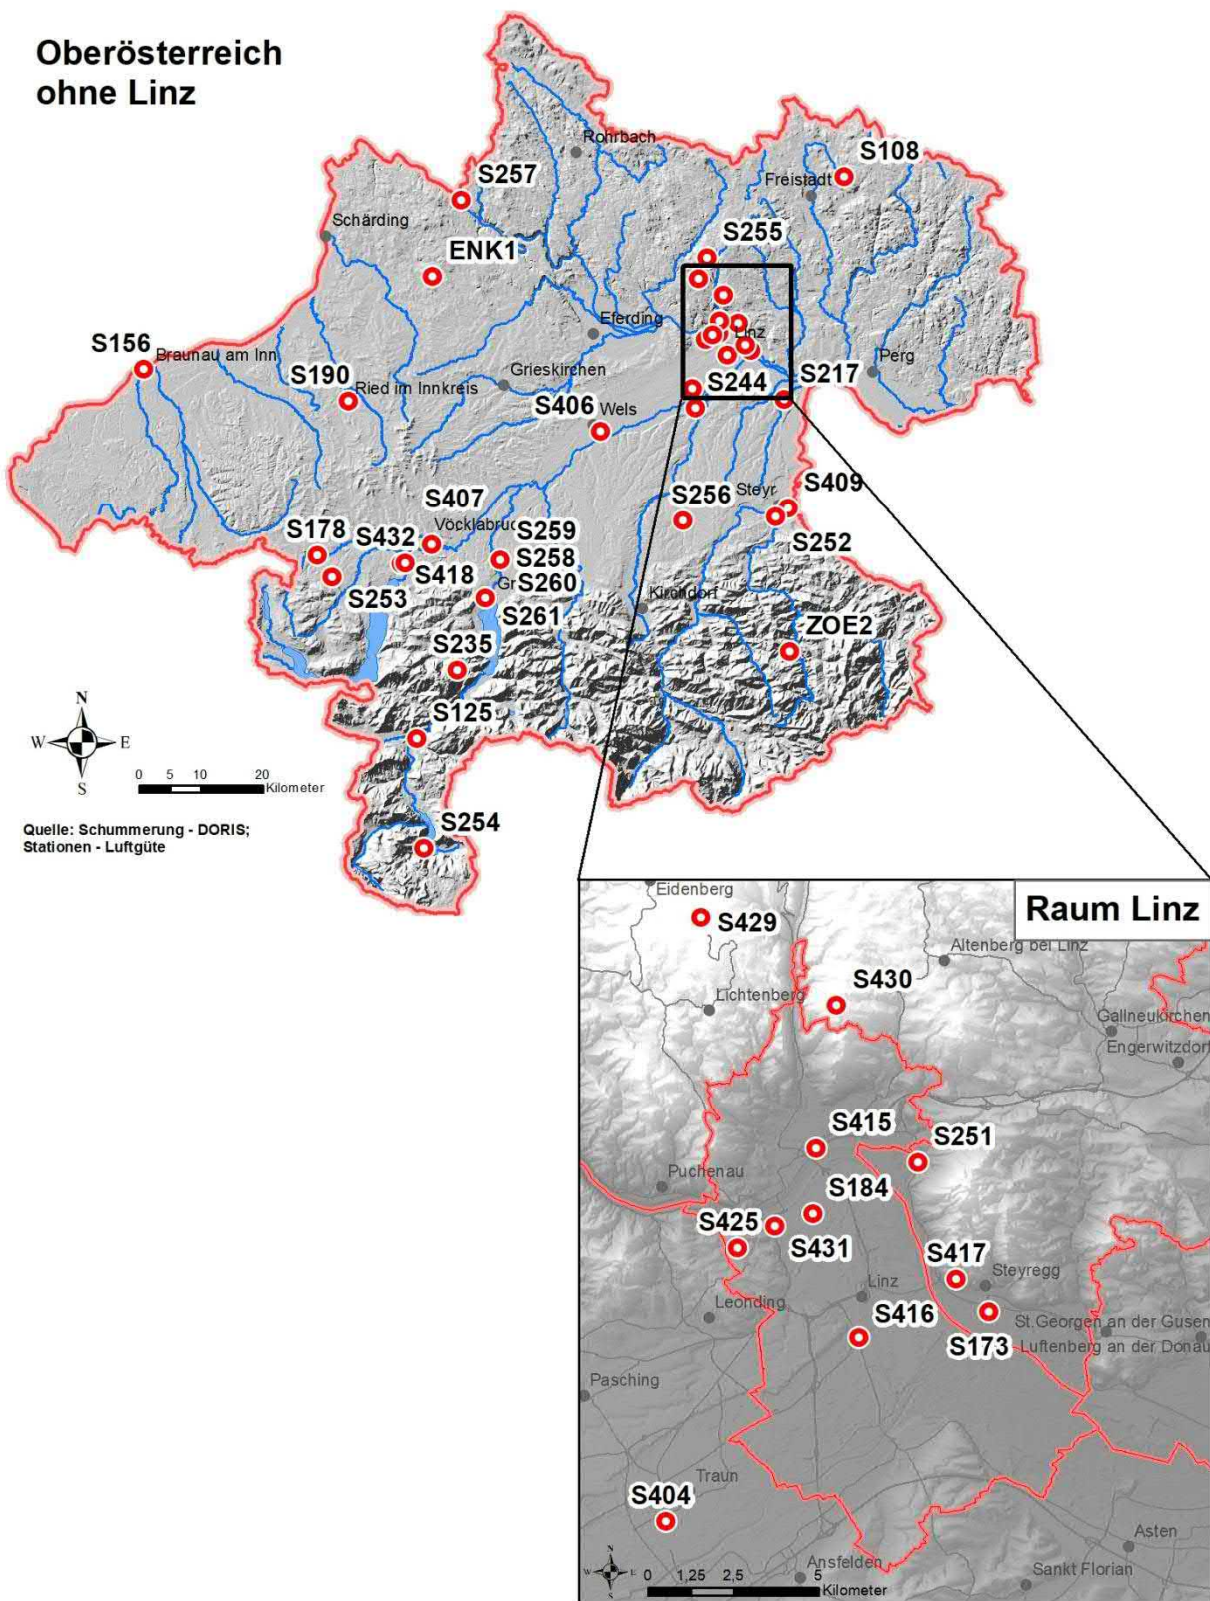 Oberösterreich
ohne Linz
Rohrbach
S257
S108
Freistadt
Schärding
S255
ENK1
Eferding
Linz
S156
Braunau am Inn
Perg
S190
Grieskirchen
S244
S217
Ried im Innkreis
S406
Wels
S407
S256
Steyr
S409
Vöcklabruc
S259
S178
S432
S258
S252
S418
S260
Gr
S253
S261
Kirchdorf
S235
ZOE2
S125
N
W
E
S
0 5 10 20
Kilometer
S254
Quelle: Schummerung - DORIS;
Stationen - Luftgüte
Raum Linz
Eidenberg
S429
Altenberg bei Linz
S430
Lichtenberg
Gallneukirchen
Engerwitzdorf
S415
S251
Puchenau
S184
S425
S431
S417
Steyregg
Linz
Leonding
S416
St.Georgen an der Gusen
S173
Luftenberg an der Donau
Pasching
Traun
S404
Asten
N
W
E
S
Ansfelden
Sankt Florian
0 1,25 2,5 5
Kilometer